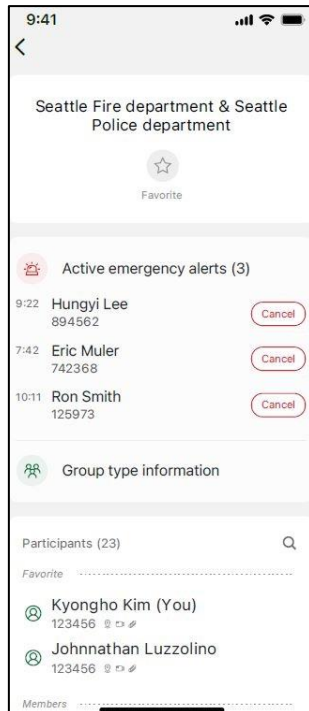 9:41
Seattle Fire department & Seattle
Police department
Favorite
Active emergency alerts (3)
9:22 Hungyi Lee Cancel
894562
7:42 Eric Muler Cancel
742368
10:11 Ron Smith Cancel
125973
Group type information
Participants (23)
Favorite
Kyongho Kim (You)
123456
Johnnathan Luzzolino
123456
Members